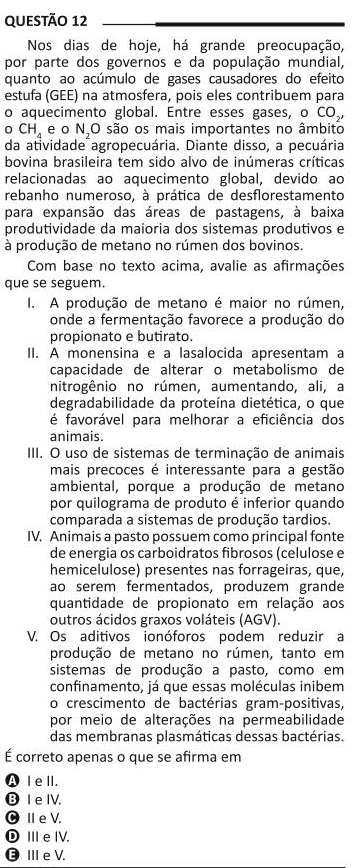 QUESTÃO 12
Nos dias de hoje, há grande preocupação,
por parte dos governos e da população mundial,
quanto ao acúmulo de gases causadores do efeito
estufa (GEE) na atmosfera, pois eles contribuem para
o aquecimento global. Entre esses gases, o CO₂,
o CH₄ e o N₂O são os mais importantes no âmbito
da atividade agropecuária. Diante disso, a pecuária
bovina brasileira tem sido alvo de inúmeras críticas
relacionadas ao aquecimento global, devido ao
rebanho numeroso, à prática de desflorestamento
para expansão das áreas de pastagens, à baixa
produtividade da maioria dos sistemas produtivos e
à produção de metano no rúmen dos bovinos.
Com base no texto acima, avalie as afirmações
que se seguem.
I. A produção de metano é maior no rúmen,
onde a fermentação favorece a produção do
propionato e butirato.
II. A monensina e a lasalocida apresentam a
capacidade de alterar o metabolismo de
nitrogênio no rúmen, aumentando, ali, a
degradabilidade da proteína dietética, o que
é favorável para melhorar a eficiência dos
animais.
III. O uso de sistemas de terminação de animais
mais precoces é interessante para a gestão
ambiental, porque a produção de metano
por quilograma de produto é inferior quando
comparada a sistemas de produção tardios.
IV. Animais a pasto possuem como principal fonte
de energia os carboidratos fibrosos (celulose e
hemicelulose) presentes nas forrageiras, que,
ao serem fermentados, produzem grande
quantidade de propionato em relação aos
outros ácidos graxos voláteis (AGV).
V. Os aditivos ionóforos podem reduzir a
produção de metano no rúmen, tanto em
sistemas de produção a pasto, como em
confinamento, já que essas moléculas inibem
o crescimento de bactérias gram-positivas,
por meio de alterações na permeabilidade
das membranas plasmáticas dessas bactérias.
É correto apenas o que se afirma em
A I e II.
B I e IV.
C II e V.
D III e IV.
E III e V.